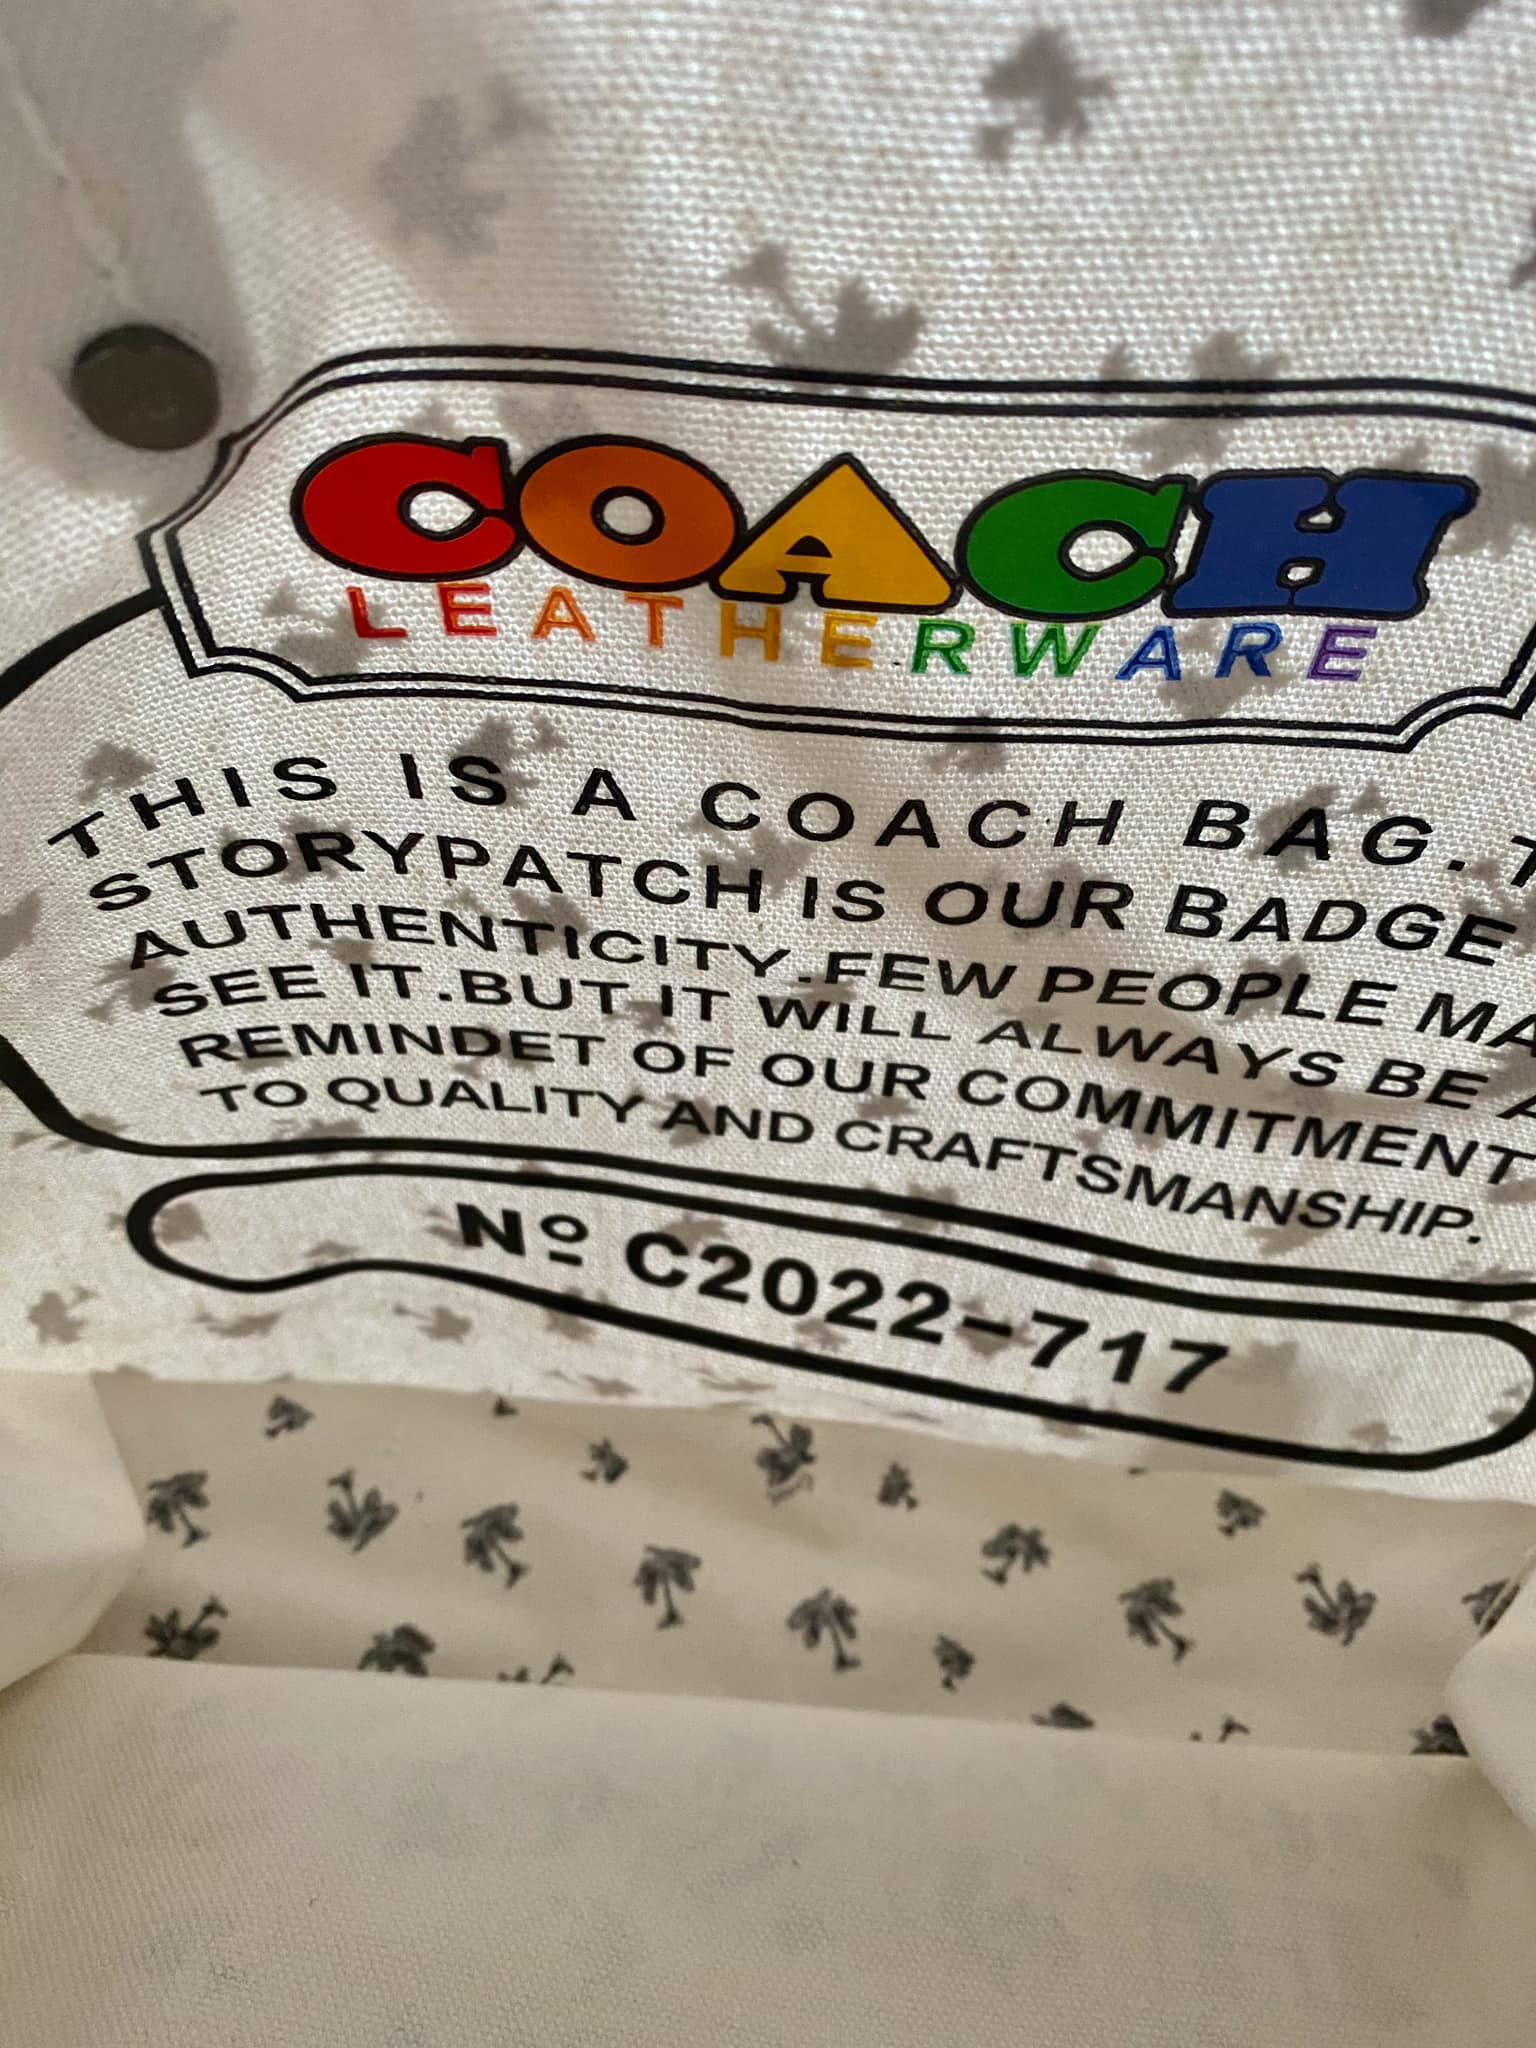 COACH
LEATHERWARE
THIS IS A COACH BAG.
STORYPATCH IS OUR BADGE
AUTHENTICITY.FEW PEOPLE
SEE IT.BUT IT WILL ALWAYS BE
REMINDET OF OUR COMMITMENT
TO QUALITY AND CRAFTSMANSHIP.
Nº C2022-717